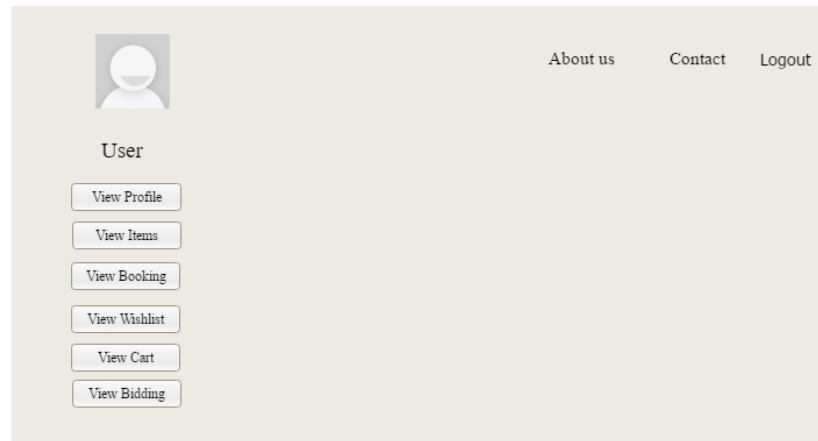 About us Contact Logout
User
View Profile
View Items
View Booking
View Wishlist
View Cart
View Bidding